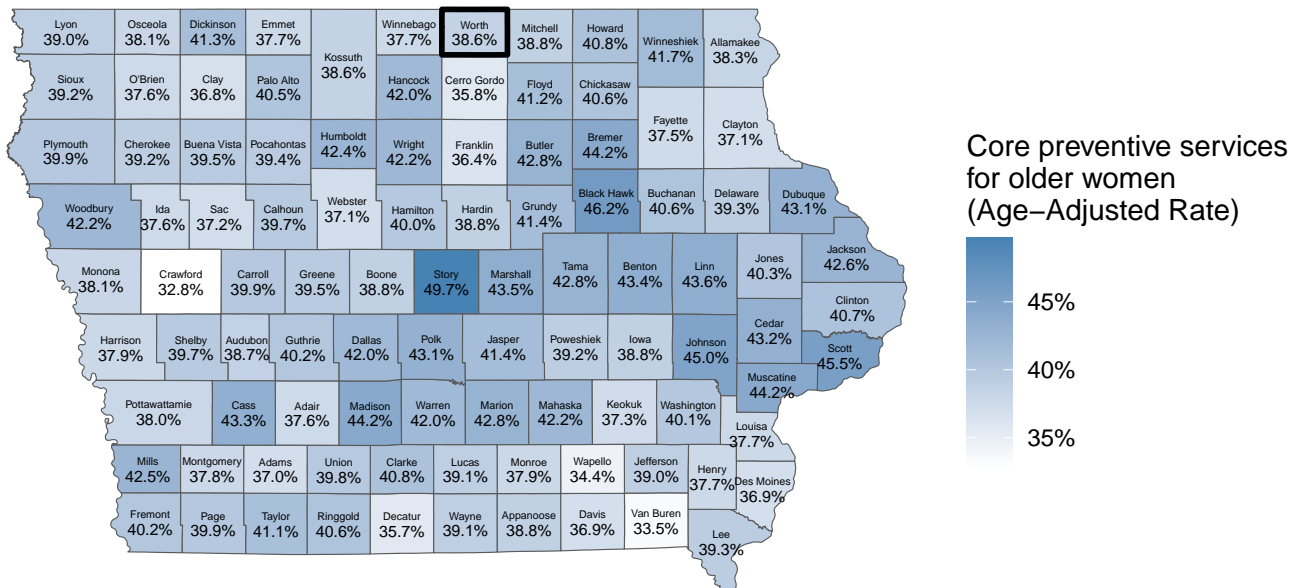 Lyon
39.0%
Osceola
38.1%
Dickinson
41.3%
Emmet
37.7%
Kossuth
38.6%
Winnebago
37.7%
Worth
38.6%
Mitchell
38.8%
Howard
40.8%
Winneshiek
41.7%
Allamakee
38.3%
Sioux
39.2%
O'Brien
37.6%
Clay
36.8%
Palo Alto
40.5%
Hancock
42.0%
Cerro Gordo
35.8%
Floyd
41.2%
Chickasaw
40.6%
Fayette
37.5%
Clayton
37.1%
Plymouth
39.9%
Cherokee
39.2%
Buena Vista
39.5%
Pocahontas
39.4%
Humboldt
42.4%
Wright
42.2%
Franklin
36.4%
Butler
42.8%
Bremer
44.2%
Woodbury
42.2%
Ida
37.6%
Sac
37.2%
Calhoun
39.7%
Webster
37.1%
Hamilton
40.0%
Hardin
38.8%
Grundy
41.4%
Black Hawk
46.2%
Buchanan
40.6%
Delaware
39.3%
Dubuque
43.1%
Monona
38.1%
Crawford
32.8%
Carroll
39.9%
Greene
39.5%
Boone
38.8%
Story
49.7%
Marshall
43.5%
Tama
42.8%
Benton
43.4%
Linn
43.6%
Jones
40.3%
Jackson
42.6%
Clinton
40.7%
Harrison
37.9%
Shelby
39.7%
Audubon
38.7%
Guthrie
40.2%
Dallas
42.0%
Polk
43.1%
Jasper
41.4%
Poweshiek
39.2%
Iowa
38.8%
Johnson
45.0%
Cedar
43.2%
Scott
45.5%
Muscatine
44.2%
Pottawattamie
38.0%
Cass
43.3%
Adair
37.6%
Madison
44.2%
Warren
42.0%
Marion
42.8%
Mahaska
42.2%
Keokuk
37.3%
Washington
40.1%
Louisa
37.7%
Mills
42.5%
Montgomery
37.8%
Adams
37.0%
Union
39.8%
Clarke
40.8%
Lucas
39.1%
Monroe
37.9%
Wapello
34.4%
Jefferson
39.0%
Henry
37.7%
Des Moines
36.9%
Fremont
40.2%
Page
39.9%
Taylor
41.1%
Ringgold
40.6%
Decatur
35.7%
Wayne
39.1%
Appanoose
38.8%
Davis
36.9%
Van Buren
33.5%
Lee
39.3%
Core preventive services
for older women
(Age−Adjusted Rate)
45%
40%
35%